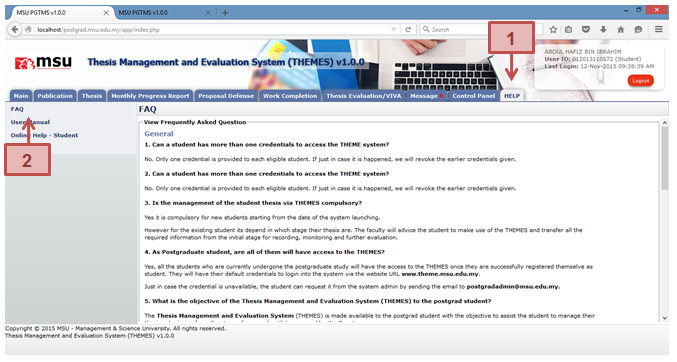 MSU PGTMS v1.0.0
MSU PGTMS v1.0.0
localhost/postgrad.msu.edu.my/app/index.php
Search
1
msu
Thesis Management and Evaluation System (THEMES) v1.0.0
ABDUL HAFIZ BIN IBRAHIM
User ID: 012013110572 (Student)
Last Login: 12-Nov-2015 09:38:39 AM
Logout
Main Publication Thesis Monthly Progress Report Proposal Defense Work Completion Thesis Evaluation/VIVA Message Control Panel HELP
FAQ
User Manual
Online Help - Student
2
FAQ
View Frequently Asked Question
General
1. Can a student has more than one credentials to access the THEME system?
No. Only one credential is provided to each eligible student. If just in case it is happened, we will revoke the earlier credentials given.
2. Can a student has more than one credentials to access the THEME system?
No. Only one credential is provided to each eligible student. If just in case it is happened, we will revoke the earlier credentials given.
3. Is the management of the student thesis via THEMES compulsory?
Yes it is compulsory for new students starting from the date of the system launching.
However for the existing student its depend in which stage their thesis are. The faculty will advice the student to make use of the THEMES and transfer all the
required information from the initial stage for recording, monitoring and further evaluation.
4. As Postgraduate student, are all of them will have access to the THEMES?
Yes, all the students who are currently undergone the postgraduate study will have the access to the THEMES once they are successfully registered themselve as
student. They will have their default credentials to login into the system via the website URL www.theme.msu.edu.my.
Just in case the credential is unavailable, the student can request it from the system admin by sending the email to postgradadmin@msu.edu.my.
5. What is the objective of the Thesis Management and Evaluation System (THEMES) to the postgrad student?
The Thesis Management and Evaluation System (THEMES) is made available to the postgrad student with the objective to assist the student to manage their
Copyright © 2015 MSU - Management & Science University. All rights reserved.
Thesis Management and Evaluation System (THEMES) v1.0.0